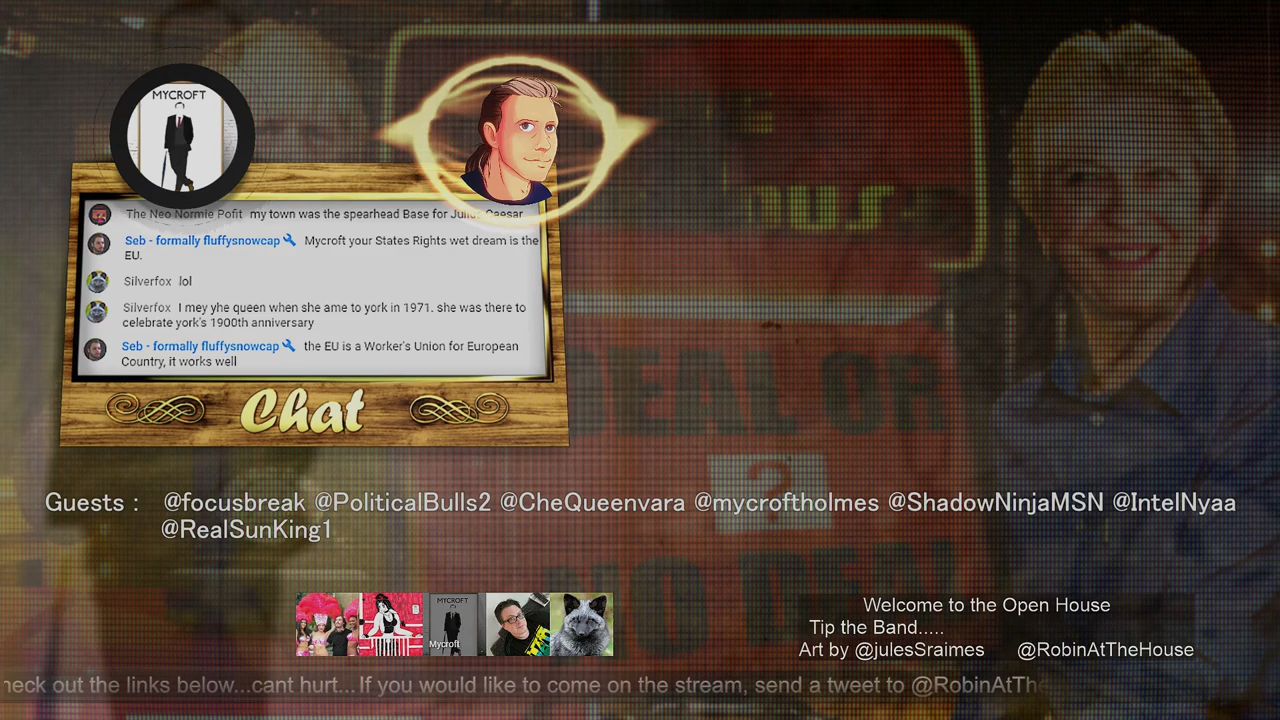 MYCROFT
The Neo Normie Pofit my town was the spearhead Base for Julius Caesar
Seb - formally fluffysnowcap Mycroft your States Rights wet dream is the
EU.
Silverfox lol
Silverfox I mey yhe queen when she ame to york in 1971. she was there to
celebrate york's 1900th anniversary
Seb - formally fluffysnowcap the EU is a Worker's Union for European
Country, it works well
Chat
DEAL OR
?
NO DEAL
Guests : @focusbreak @PoliticalBulls2 @CheQueenvara @mycroftholmes @ShadowNinjaMSN @IntelNyaa
@RealSunKing1
MYCROFT
Mycroft
Welcome to the Open House
Tip the Band.....
Art by @julesSraimes @RobinAtTheHouse
heck out the links below...cant hurt... If you would like to come on the stream, send a tweet to @RobinAtThe